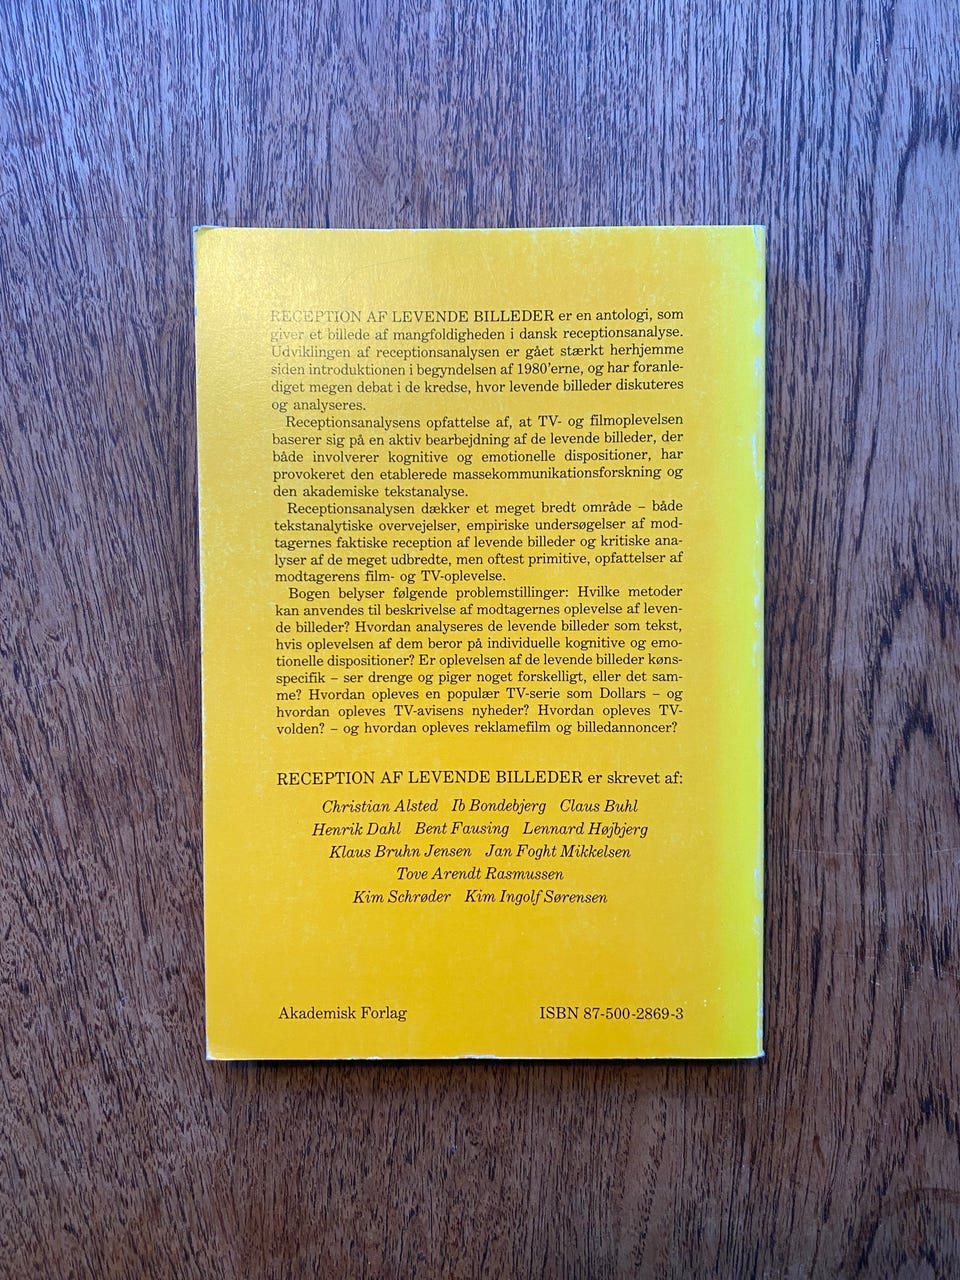 RECEPTION AF LEVENDE BILLEDER er en antologi, som
giver et billede af mangfoldigheden i dansk receptionsanalyse.
Udviklingen af receptionsanalysen er gået stærkt herhjemme
siden introduktionen i begyndelsen af 1980'erne, og har foranle-
diget megen debat i de kredse, hvor levende billeder diskuteres
og analyseres.
Receptionsanalysens opfattelse af, at TV- og filmoplevelsen
baserer sig på en aktiv bearbejdning af de levende billeder, der
både involverer kognitive og emotionelle dispositioner, har
provokeret den etablerede massekommunikationsforskning og
den akademiske tekstanalyse.
Receptionsanalysen dækker et meget bredt område – både
tekstanalytiske overvejelser, empiriske undersøgelser af mod-
tagernes faktiske reception af levende billeder og kritiske ana-
lyser af de meget udbredte, men oftest primitive, opfattelser af
modtagerens film- og TV-oplevelse.
Bogen belyser følgende problemstillinger: Hvilke metoder
kan anvendes til beskrivelse af modtagernes oplevelse af leven-
de billeder? Hvordan analyseres de levende billeder som tekst,
hvis oplevelsen af dem beror på individuelle kognitive og emo-
tionelle dispositioner? Er oplevelsen af de levende billeder køns-
specifik – ser drenge og piger noget forskelligt, eller det sam-
me? Hvordan opleves en populær TV-serie som Dollars – og
hvordan opleves TV-avisens nyheder? Hvordan opleves TV-
volden? – og hvordan opleves reklamefilm og billedannoncer?
RECEPTION AF LEVENDE BILLEDER er skrevet af:
Christian Alsted Ib Bondebjerg Claus Buhl
Henrik Dahl Bent Fausing Lennard Højbjerg
Klaus Bruhn Jensen Jan Foght Mikkelsen
Tove Arendt Rasmussen
Kim Schrøder Kim Ingolf Sørensen
Akademisk Forlag ISBN 87-500-2869-3